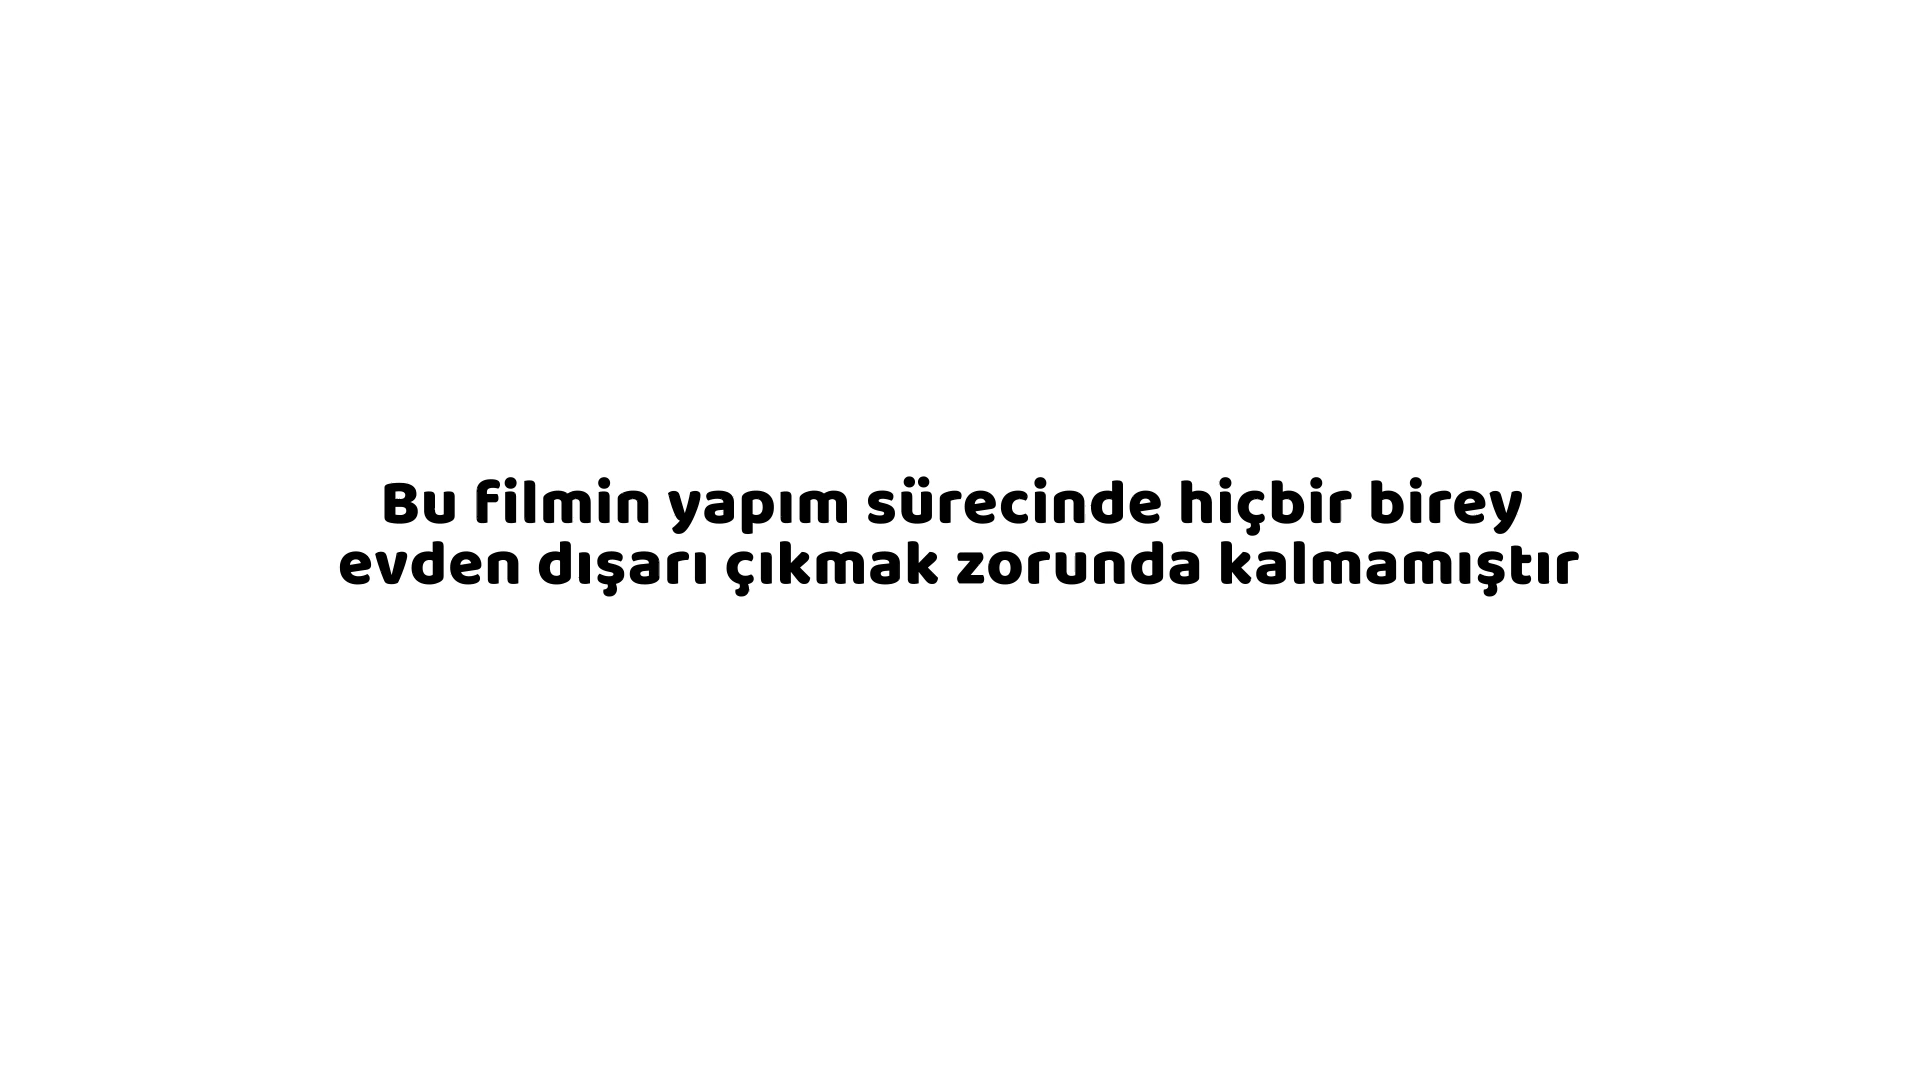 Bu filmin yapım sürecinde hiçbir birey
evden dışarı çıkmak zorunda kalmamıştır